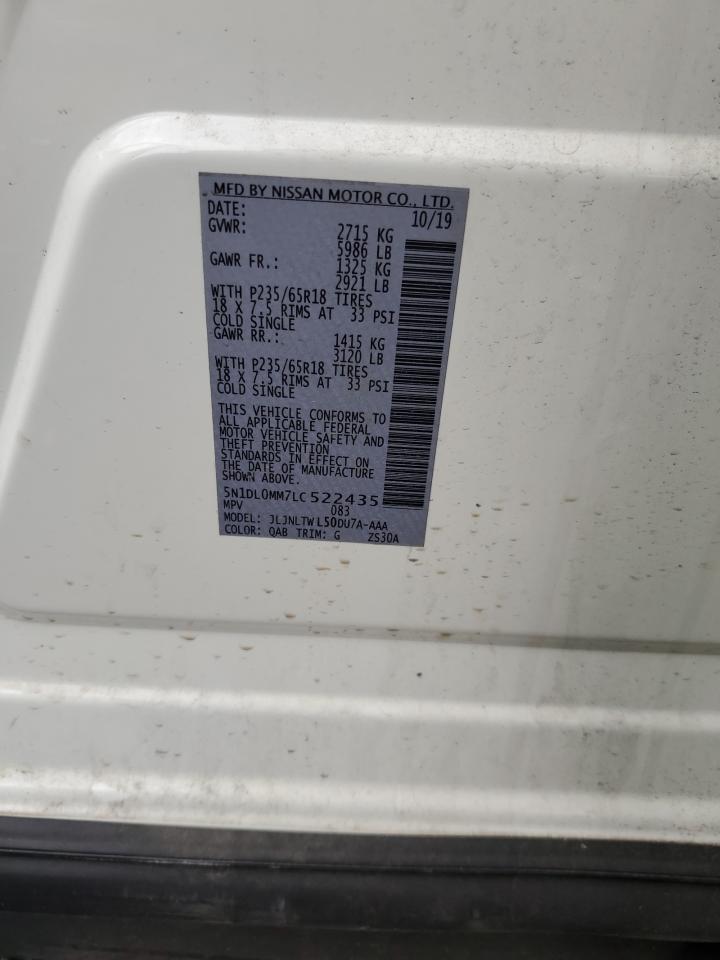 MFD BY NISSAN MOTOR CO., LTD.
DATE: 10/19
GVWR: 2715 KG
5986 LB
GAWR FR.: 1325 KG
2921 LB
WITH P235/65R18 TIRES
18 X 7.5 RIMS AT 33 PSI
COLD SINGLE
GAWR RR.: 1415 KG
3120 LB
WITH P235/65R18 TIRES
18 X 7.5 RIMS AT 33 PSI
COLD SINGLE
THIS VEHICLE CONFORMS TO
ALL APPLICABLE FEDERAL
MOTOR VEHICLE SAFETY AND
THEFT PREVENTION
STANDARDS IN EFFECT ON
THE DATE OF MANUFACTURE
SHOWN ABOVE.
5N1DL0MM7LC522435
MPV 083
MODEL: JLJNLTWL50DU7A-AAA
COLOR: QAB TRIM: G ZS30A